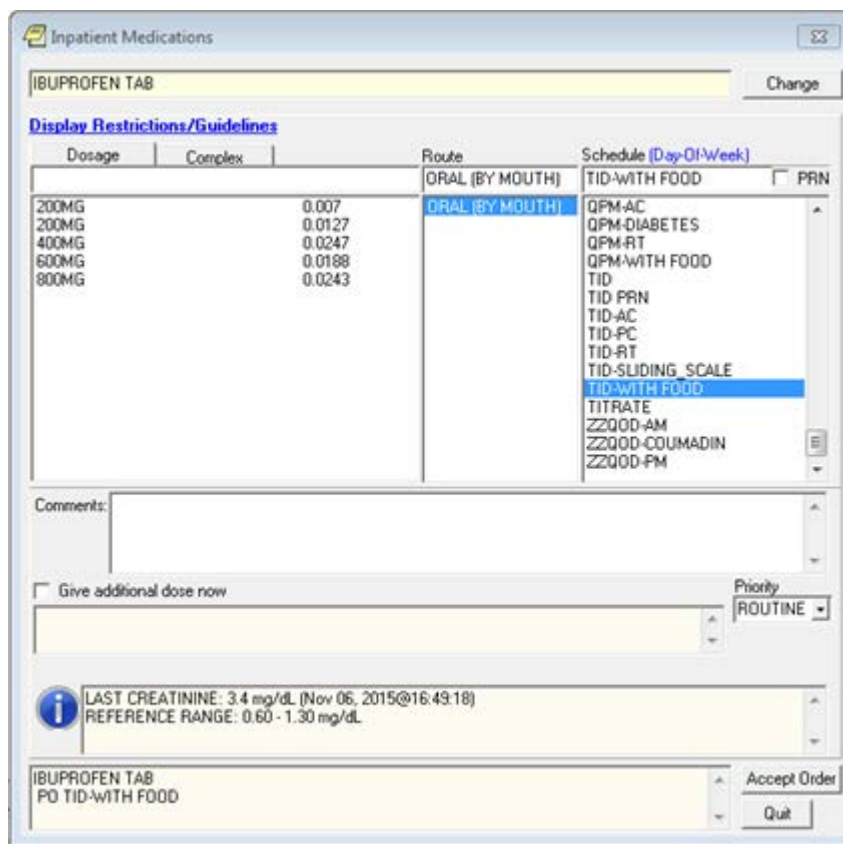 Inpatient Medications
IBUPROFEN TAB
Change
Display Restrictions/Guidelines
Dosage
Complex
Route
Schedule (Day-Of-Week)
ORAL (BY MOUTH)
TID-WITH FOOD
PRN
200MG 0.007
200MG 0.0127
400MG 0.0247
600MG 0.0188
800MG 0.0243
ORAL (BY MOUTH)
QPM-AC
QPM-DIABETES
QPM-RT
QPM-WITH FOOD
TID
TID PRN
TID-AC
TID-PC
TID-RT
TID-SLIDING_SCALE
TID-WITH FOOD
TITRATE
ZZQOD-AM
ZZQOD-COUMADIN
ZZQOD-PM
Comments:
Give additional dose now
Priority
ROUTINE
LAST CREATININE: 3.4 mg/dL (Nov 06, 2015@16:49:18)
REFERENCE RANGE: 0.60 - 1.30 mg/dL
IBUPROFEN TAB
PO TID-WITH FOOD
Accept Order
Quit